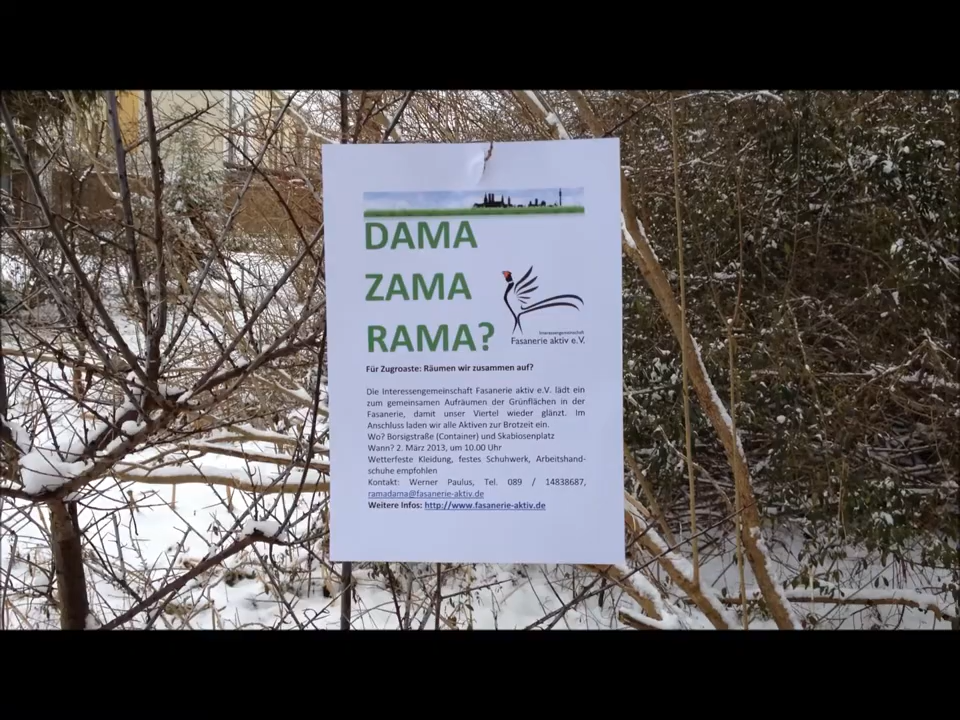 DAMA
ZAMA
RAMA?
Interessengemeinschaft
Fasanerie aktiv e.V.
Für Zugroaste: Räumen wir zusammen auf?
Die Interessengemeinschaft Fasanerie aktiv e.V. lädt ein
zum gemeinsamen Aufräumen der Grünflächen in der
Fasanerie, damit unser Viertel wieder glänzt. Im
Anschluss laden wir alle Aktiven zur Brotzeit ein.
Wo? Borsigstraße (Container) und Skabiosenplatz
Wann? 2. März 2013, um 10.00 Uhr
Wetterfeste Kleidung, festes Schuhwerk, Arbeitshand-
schuhe empfohlen
Kontakt: Werner Paulus, Tel. 089 / 14838687,
ramadama@fasanerie-aktiv.de
Weitere Infos: http://www.fasanerie-aktiv.de